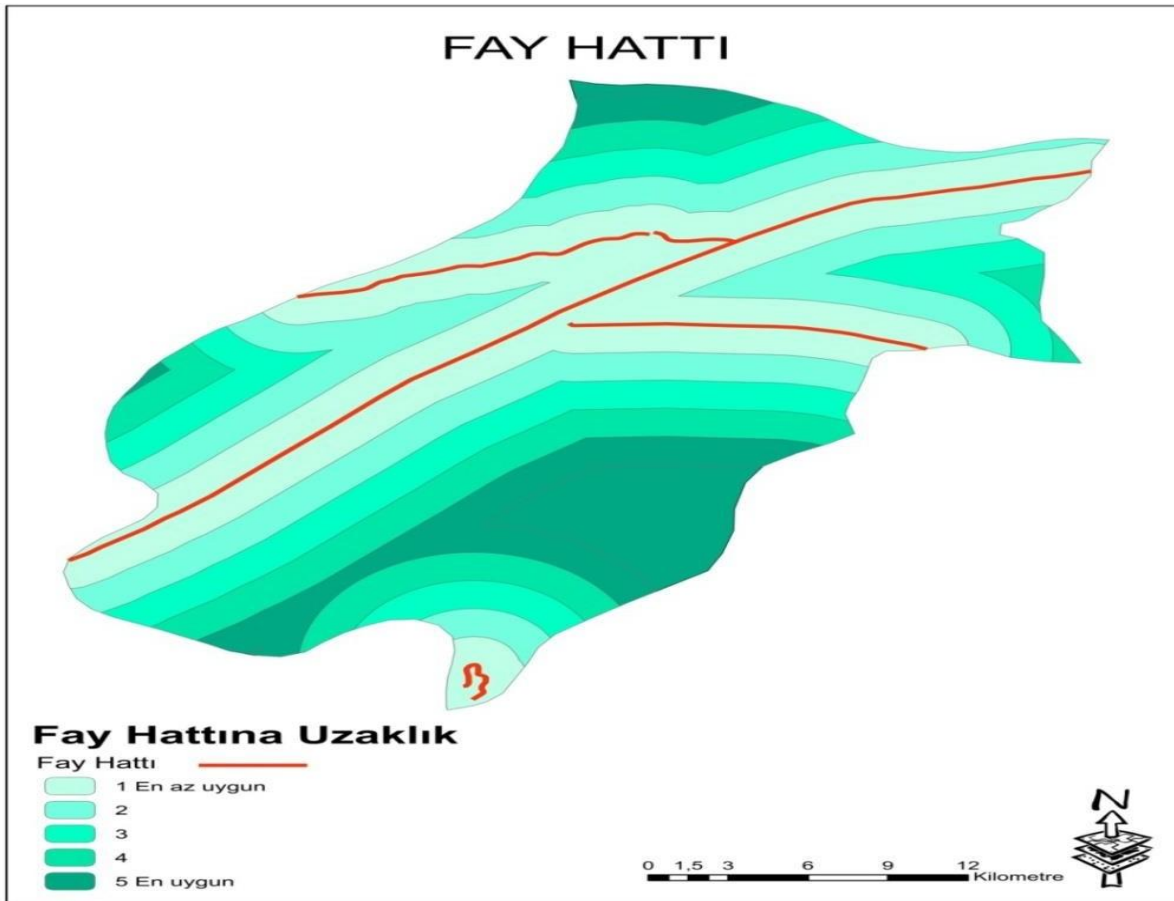 FAY HATTI
Fay Hattına Uzaklık
Fay Hattı
1 En az uygun
2
3
4
5 En uygun
0 1,5 3 6 9 12
Kilometre
N